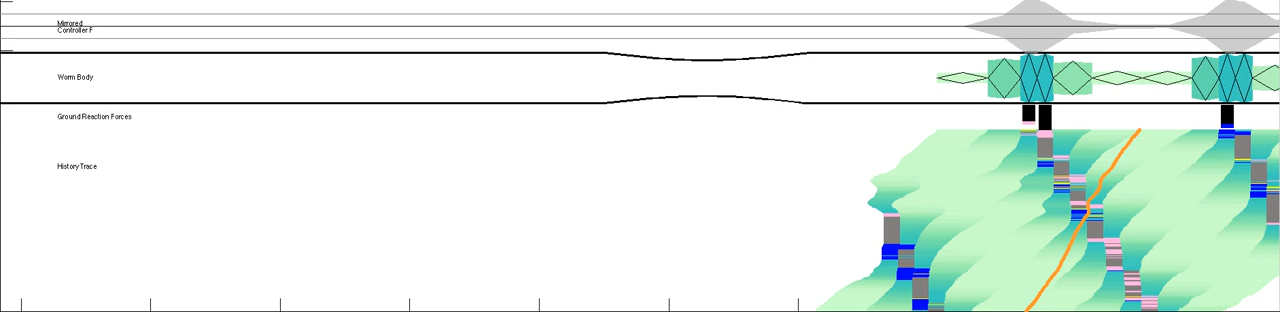 Mirrored
Controller F
Worm Body
Ground Reaction Forces
History Trace